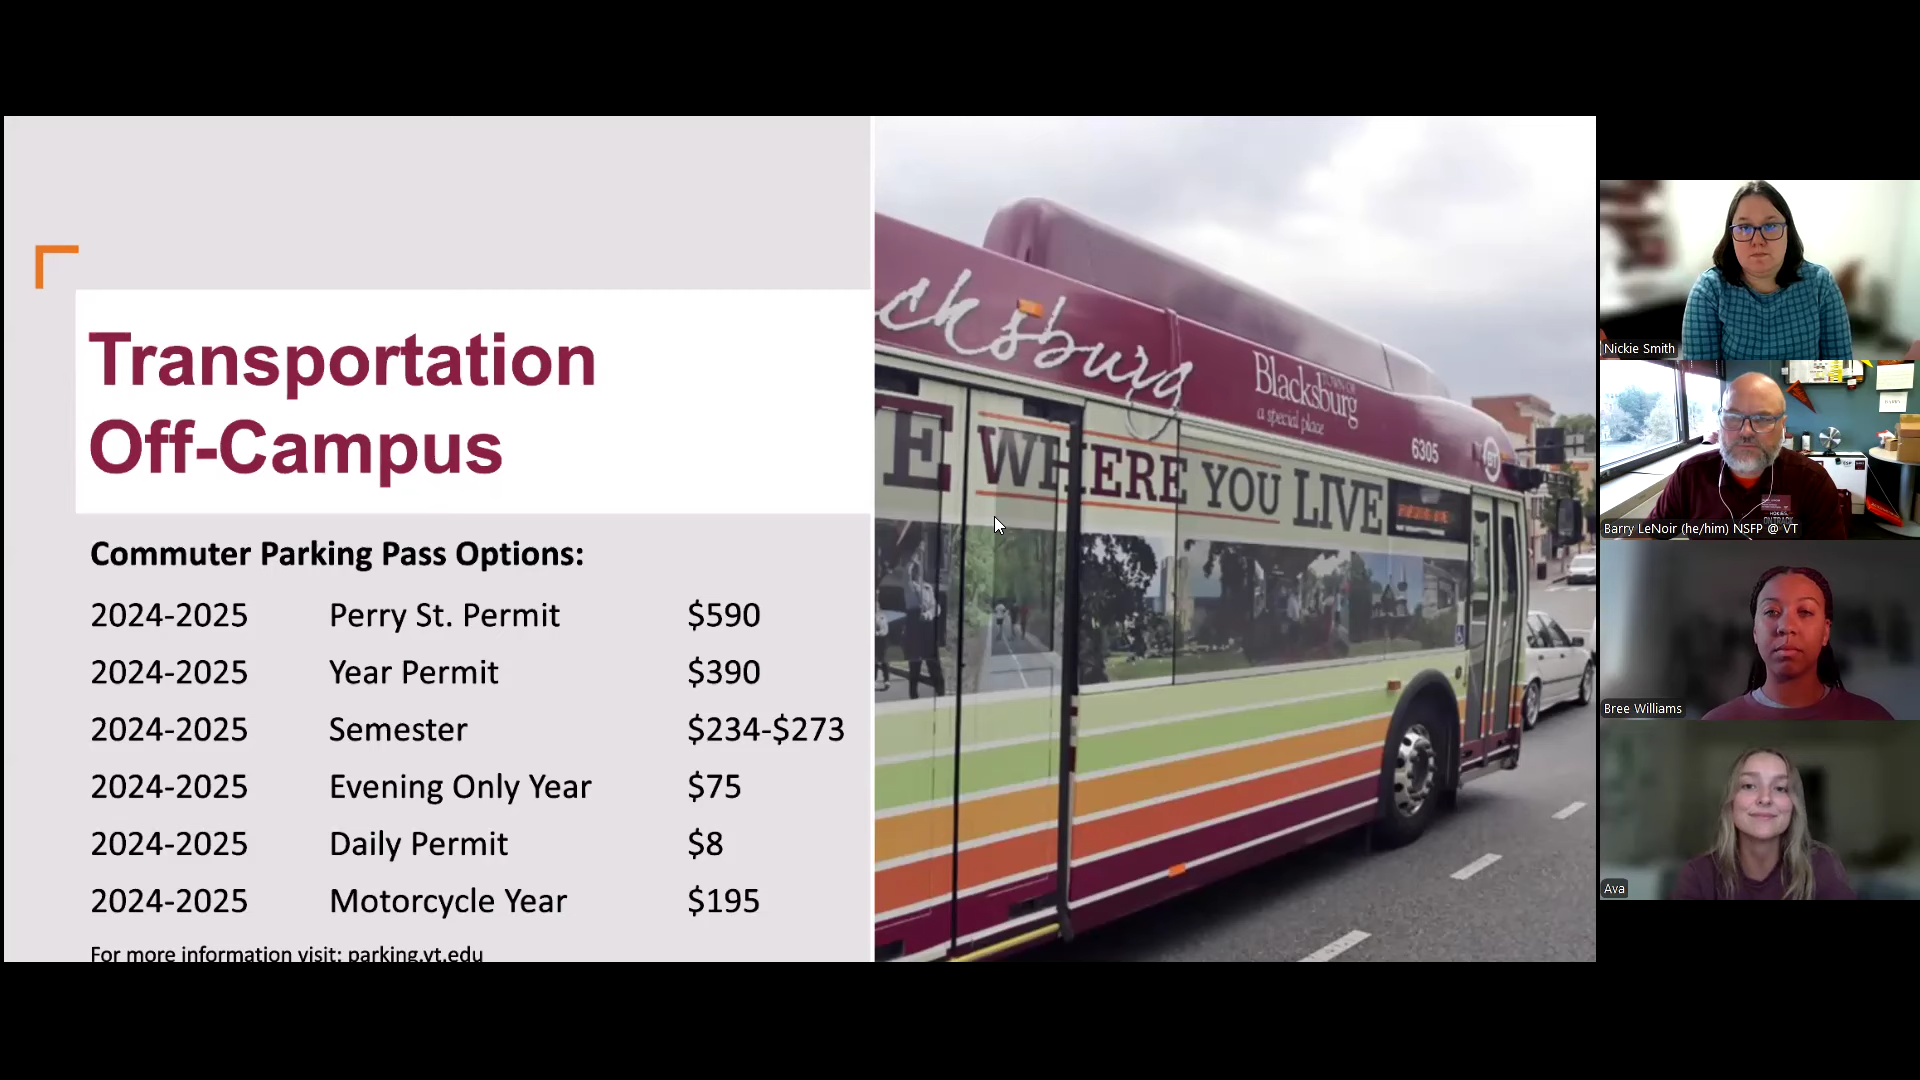 Transportation
Off-Campus
Commuter Parking Pass Options:
2024-2025 Perry St. Permit $590
2024-2025 Year Permit $390
2024-2025 Semester $234-$273
2024-2025 Evening Only Year $75
2024-2025 Daily Permit $8
2024-2025 Motorcycle Year $195
For more information visit: parking.vt.edu
cksburg
TOWN OF
Blacksburg
a special place
6305
BT
E WHERE YOU LIVE
Nickie Smith
Barry LeNoir (he/him) NSFP @ VT
Bree Williams
Ava